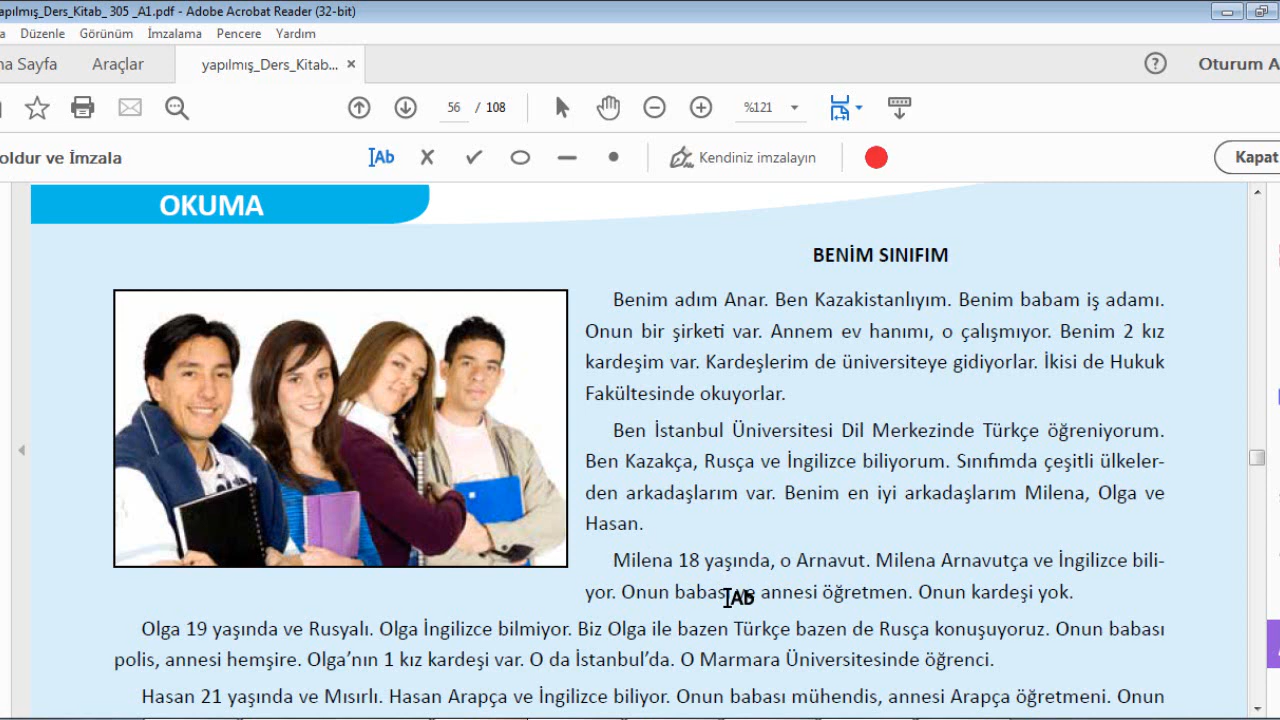 apılmış_Ders_Kitab_ 305 _A1.pdf - Adobe Acrobat Reader (32-bit)
Düzenle Görünüm İmzalama Pencere Yardım
na Sayfa Araçlar yapılmış_Ders_Kitab... × ? Oturum A
56 / 108 %121
oldur ve İmzala Ab Kendiniz imzalayın Kapat
OKUMA
BENİM SINIFIM
Benim adım Anar. Ben Kazakistanlıyım. Benim babam iş adamı.
Onun bir şirketi var. Annem ev hanımı, o çalışmıyor. Benim 2 kız
kardeşim var. Kardeşlerim de üniversiteye gidiyorlar. İkisi de Hukuk
Fakültesinde okuyorlar.
Ben İstanbul Üniversitesi Dil Merkezinde Türkçe öğreniyorum.
Ben Kazakça, Rusça ve İngilizce biliyorum. Sınıfımda çeşitli ülkeler-
den arkadaşlarım var. Benim en iyi arkadaşlarım Milena, Olga ve
Hasan.
Milena 18 yaşında, o Arnavut. Milena Arnavutça ve İngilizce bili-
yor. Onun babası ve annesi öğretmen. Onun kardeşi yok.
Ab
Olga 19 yaşında ve Rusyalı. Olga İngilizce bilmiyor. Biz Olga ile bazen Türkçe bazen de Rusça konuşuyoruz. Onun babası
polis, annesi hemşire. Olga’nın 1 kız kardeşi var. O da İstanbul’da. O Marmara Üniversitesinde öğrenci.
Hasan 21 yaşında ve Mısırlı. Hasan Arapça ve İngilizce biliyor. Onun babası mühendis, annesi Arapça öğretmeni. Onun